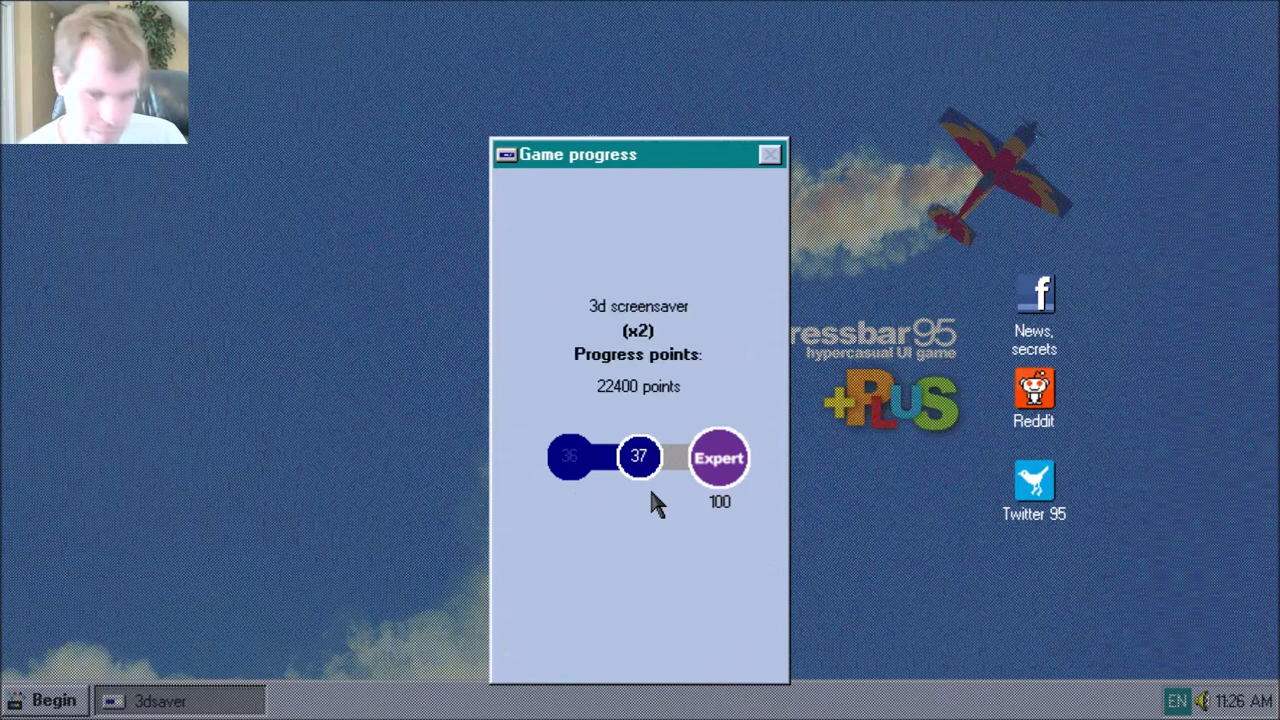 Game progress
3d screensaver
(x2)
Progress points:
22400 points
36
37
Expert
100
ressbar95
hypercasual UI game
+PLUS
f
News,
secrets
Reddit
Twitter 95
Begin
3dsaver
EN
11:26 AM